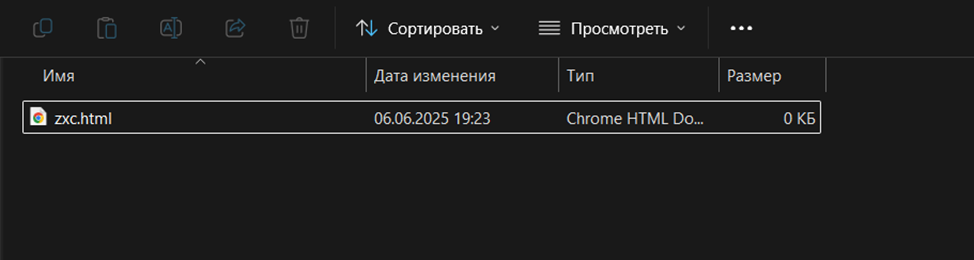 Сортировать Просмотреть
Имя Дата изменения Тип Размер
zxc.html 06.06.2025 19:23 Chrome HTML Do... 0 КБ